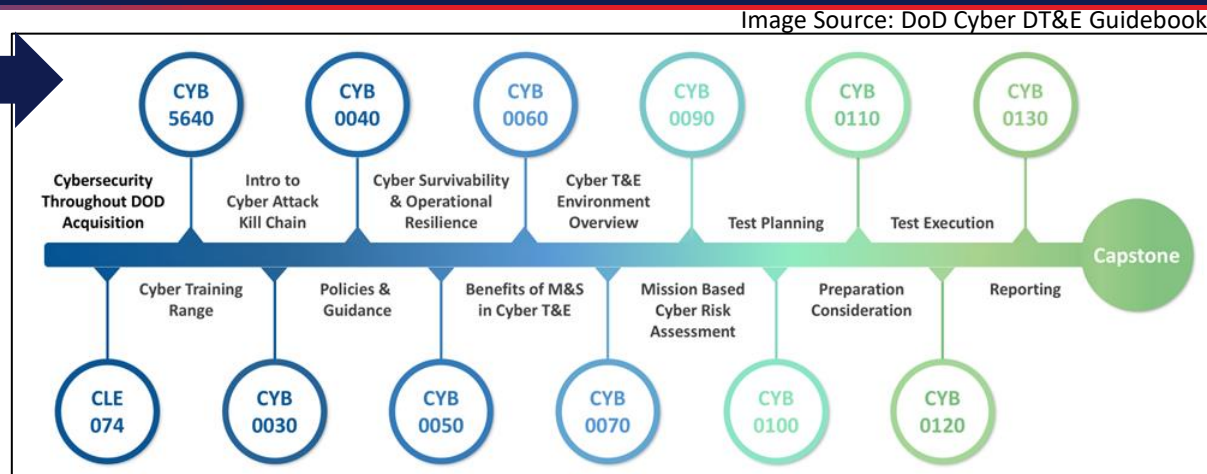 Image Source: DoD Cyber DT&E Guidebook
CYB
5640
CYB
0040
CYB
0060
CYB
0090
CYB
0110
CYB
0130
Cybersecurity
Throughout DOD
Acquisition
Intro to
Cyber Attack
Kill Chain
Cyber Survivability
& Operational
Resilience
Cyber T&E
Environment
Overview
Test Planning
Test Execution
Capstone
Cyber Training
Range
Policies &
Guidance
Benefits of M&S
in Cyber T&E
Mission Based
Cyber Risk
Assessment
Preparation
Consideration
Reporting
CLE
074
CYB
0030
CYB
0050
CYB
0070
CYB
0100
CYB
0120